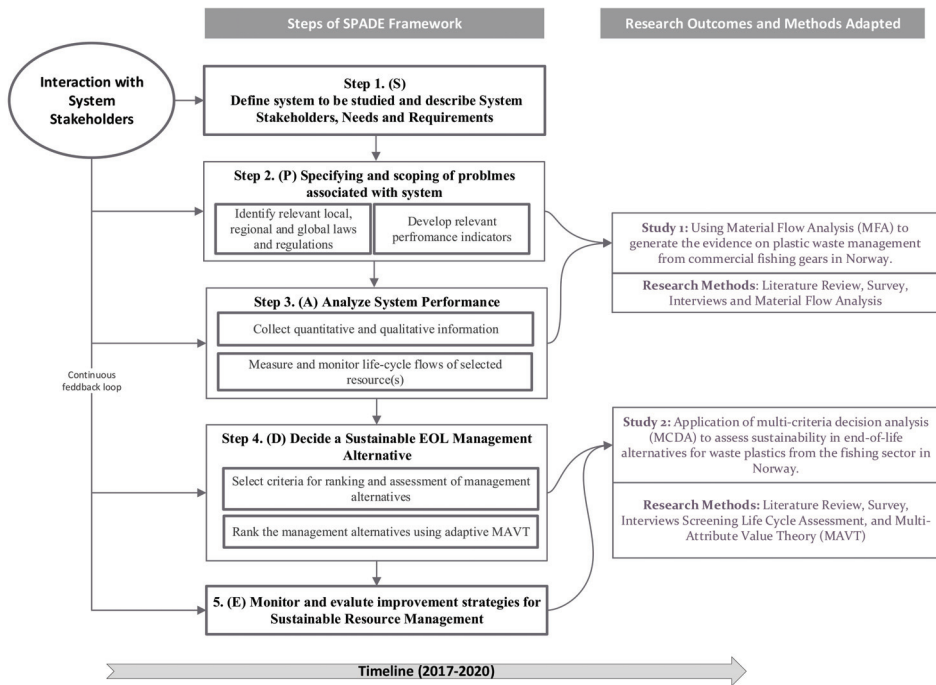 Steps of SPADE Framework
Research Outcomes and Methods Adapted
Interaction with
System
Stakeholders
Step 1. (S)
Define system to be studied and describe System
Stakeholders, Needs and Requirements
Step 2. (P) Specifying and scoping of problmes
associated with system
Identify relevant local,
regional and global laws
and regulations
Develop relevant
perfromance indicators
Study 1: Using Material Flow Analysis (MFA) to
generate the evidence on plastic waste management
from commercial fishing gears in Norway.
Research Methods: Literature Review, Survey,
Interviews and Material Flow Analysis
Step 3. (A) Analyze System Performance
Collect quantitative and qualitative information
Measure and monitor life-cycle flows of selected
resource(s)
Continuous
feddback loop
Step 4. (D) Decide a Sustainable EOL Management
Alternative
Select criteria for ranking and assessment of management
alternatives
Rank the management alternatives using adaptive MAVT
Study 2: Application of multi-criteria decision analysis
(MCDA) to assess sustainability in end-of-life
alternatives for waste plastics from the fishing sector in
Norway.
Research Methods: Literature Review, Survey,
Interviews Screening Life Cycle Assessment, and Multi-
Attribute Value Theory (MAVT)
5. (E) Monitor and evalute improvement strategies for
Sustainable Resource Management
Timeline (2017-2020)